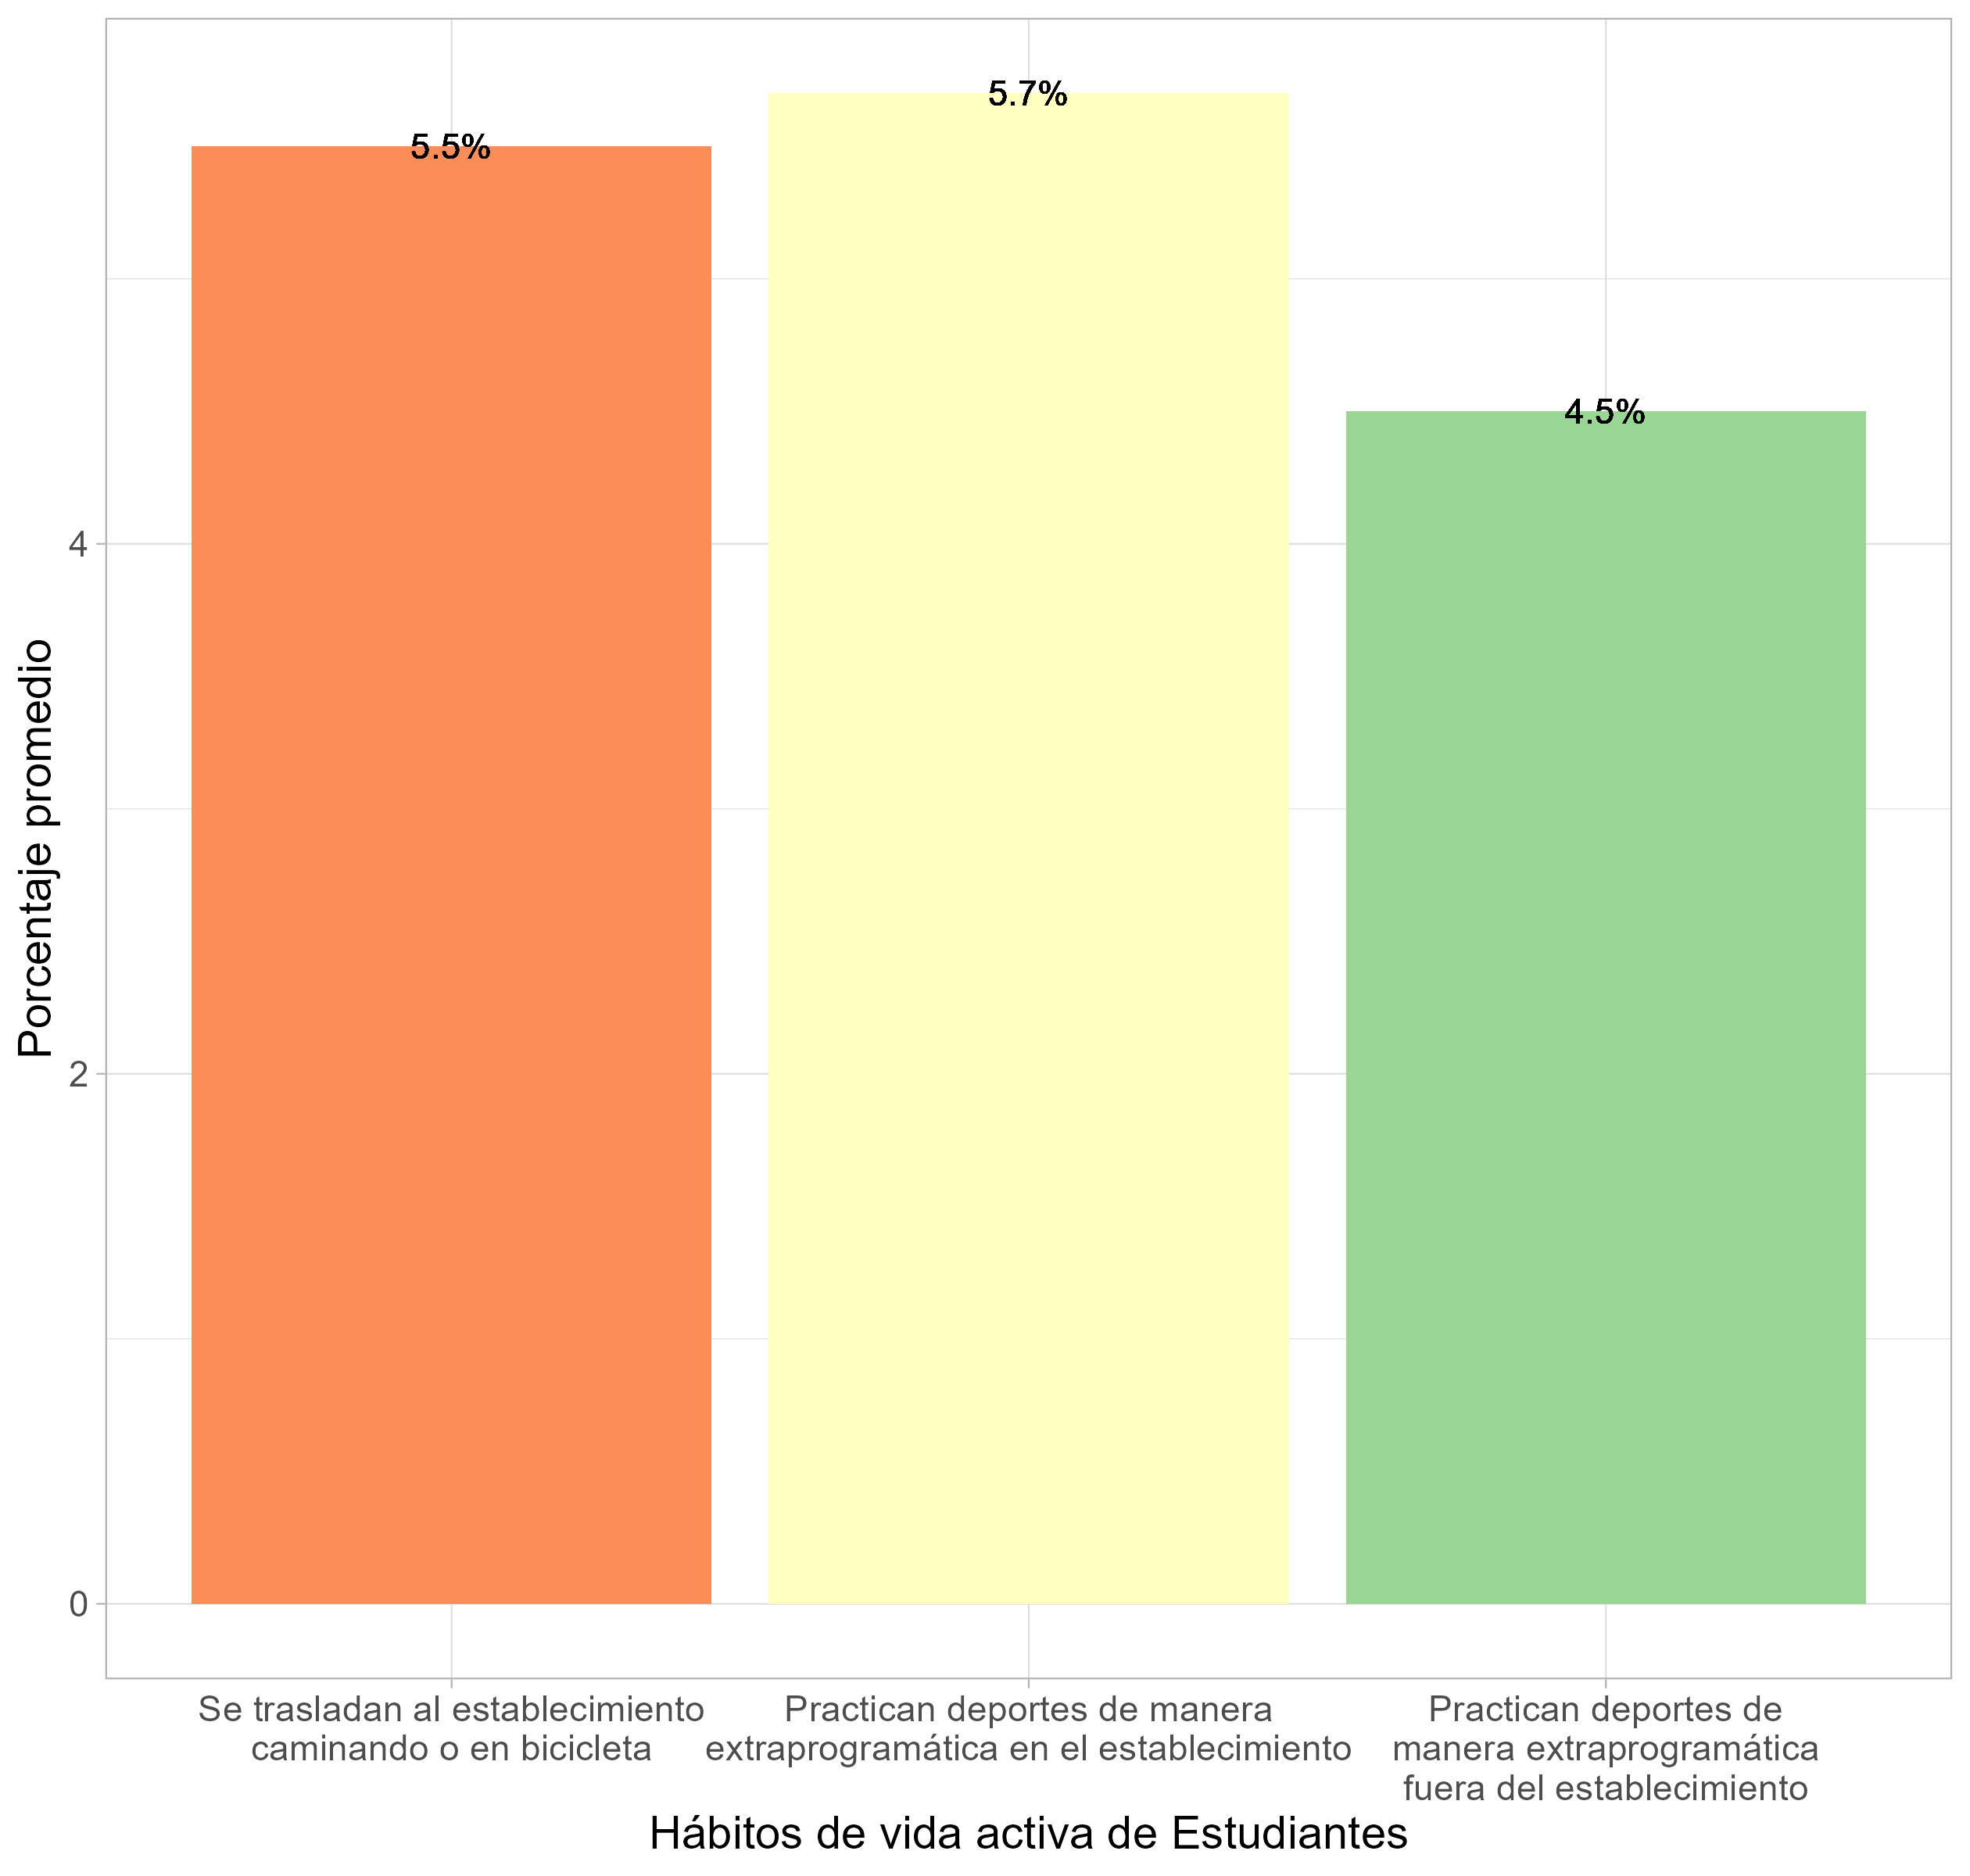 5.5%
5.7%
4.5%
4
2
0
Porcentaje promedio
Se trasladan al establecimiento
caminando o en bicicleta
Practican deportes de manera
extraprogramática en el establecimiento
Practican deportes de
manera extraprogramática
fuera del establecimiento
Hábitos de vida activa de Estudiantes